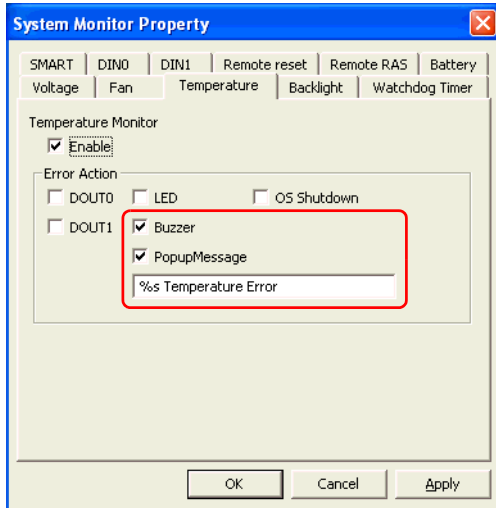 System Monitor Property
SMART DIN0 DIN1 Remote reset Remote RAS Battery
Voltage Fan Temperature Backlight Watchdog Timer
Temperature Monitor
Enable
Error Action
DOUT0 LED OS Shutdown
DOUT1 Buzzer
PopupMessage
%s Temperature Error
OK Cancel Apply